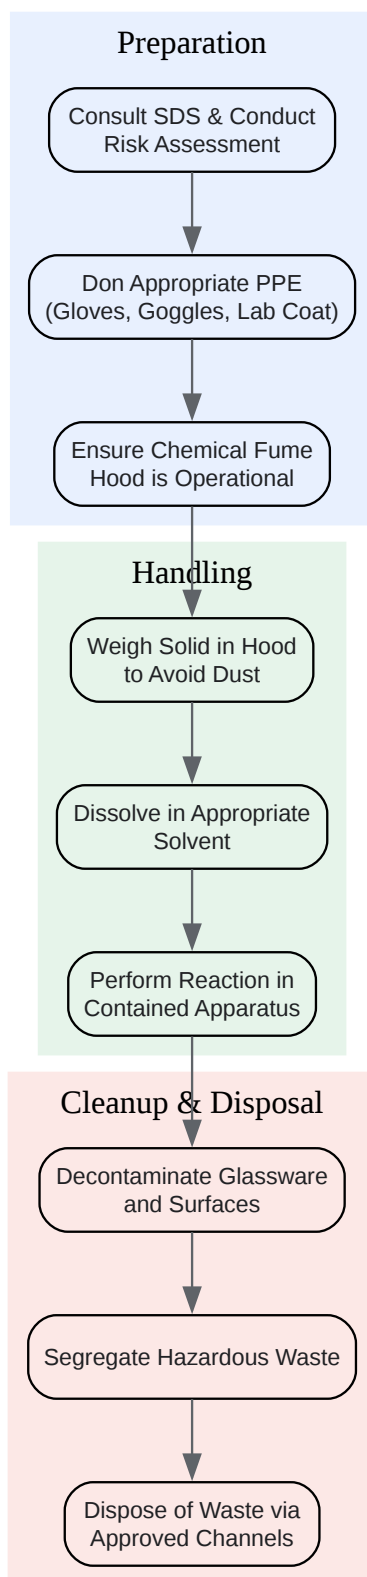 Preparation
Consult SDS & Conduct
Risk Assessment
Don Appropriate PPE
(Gloves, Goggles, Lab Coat)
Ensure Chemical Fume
Hood is Operational
Handling
Weigh Solid in Hood
to Avoid Dust
Dissolve in Appropriate
Solvent
Perform Reaction in
Contained Apparatus
Cleanup & Disposal
Decontaminate Glassware
and Surfaces
Segregate Hazardous Waste
Dispose of Waste via
Approved Channels